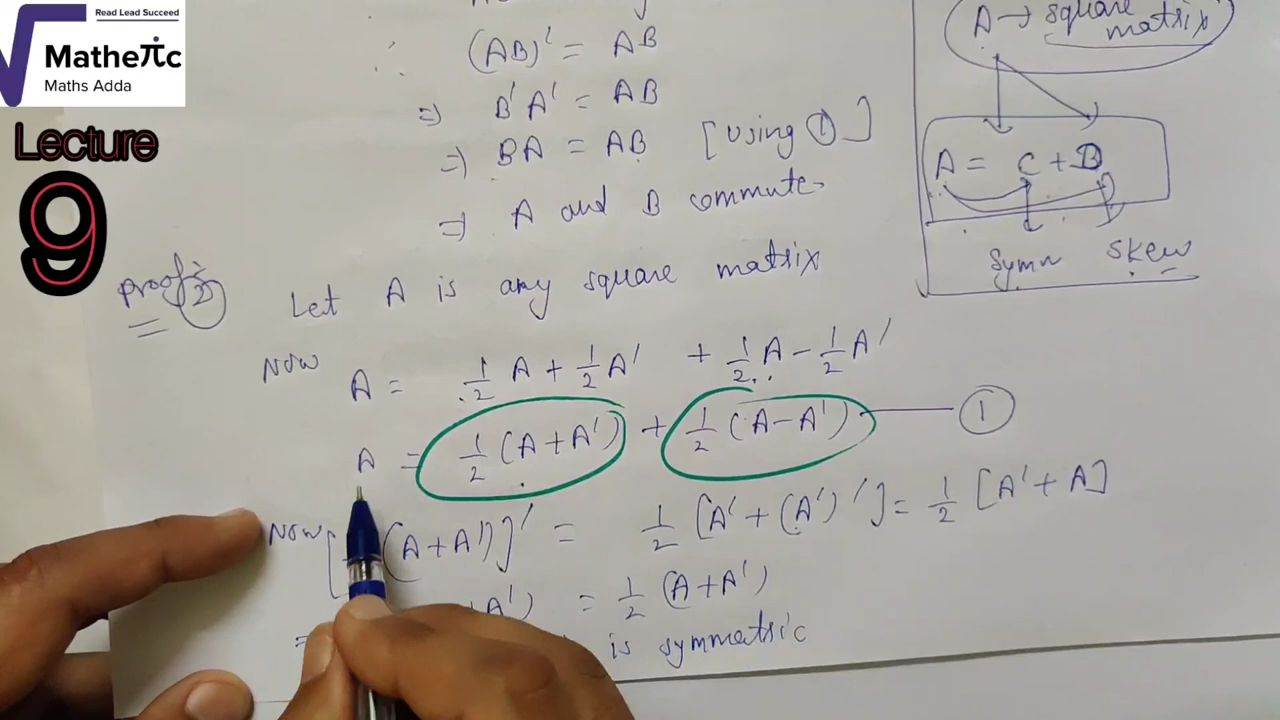 Read Lead Succeed
Matheπc
Maths Adda
Lecture
9
∴ (AB)' = AB
⇒ B'A' = AB
⇒ BA = AB [using ①]
⇒ A and B commute
A → square matrix
A = C + B
symm skew
proof 2
Let A is any square matrix
Now A = 1/2 A + 1/2 A' + 1/2 A - 1/2 A'
A = 1/2 (A + A') + 1/2 (A - A') — ①
Now [ (A + A')]' = 1/2 [A' + (A')'] = 1/2 [A' + A]
A') = 1/2 (A + A')
is symmatric